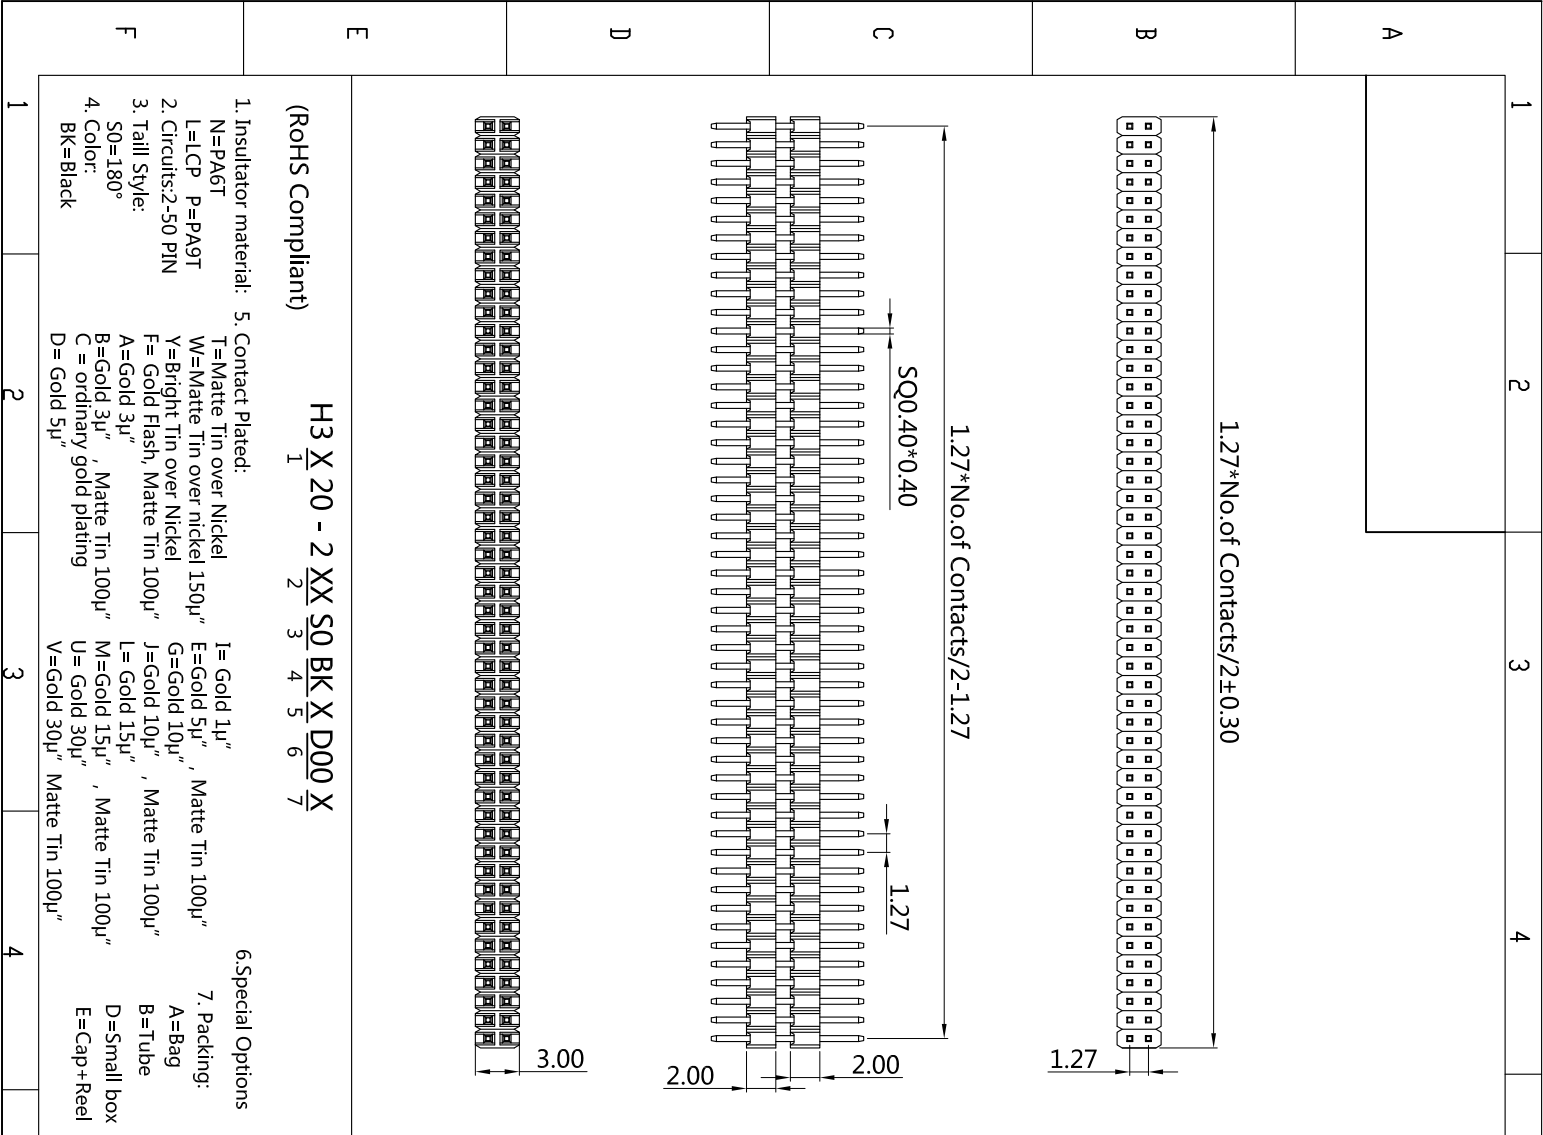 F
E
D
C
B
A
1
2
3
4
1
2
3
4
1.27*No.of Contacts/2±0.30
1.27
1.27*No.of Contacts/2-1.27
SQ0.40*0.40
1.27
2.00
2.00
3.00
(RoHS Compliant)
H3 X 20 - 2 XX S0 BK X D00 X
1 2 3 4 5 6 7
1. Insultator material:
N=PA6T
L=LCP P=PA9T
2. Circuits:2-50 PIN
3. Taill Style:
S0=180°
4. Color:
BK=Black
5. Contact Plated:
T=Matte Tin over Nickel
W=Matte Tin over nickel 150µ"
Y=Bright Tin over Nickel
F= Gold Flash, Matte Tin 100µ"
A=Gold 3µ"
B=Gold 3µ" , Matte Tin 100µ"
C = ordinary gold plating
D= Gold 5µ"
I= Gold 1µ"
E=Gold 5µ" , Matte Tin 100µ"
G=Gold 10µ"
J=Gold 10µ" , Matte Tin 100µ"
L= Gold 15µ"
M=Gold 15µ" , Matte Tin 100µ"
U= Gold 30µ"
V=Gold 30µ" Matte Tin 100µ"
6.Special Options
7. Packing:
A=Bag
B=Tube
D=Small box
E=Cap+Reel